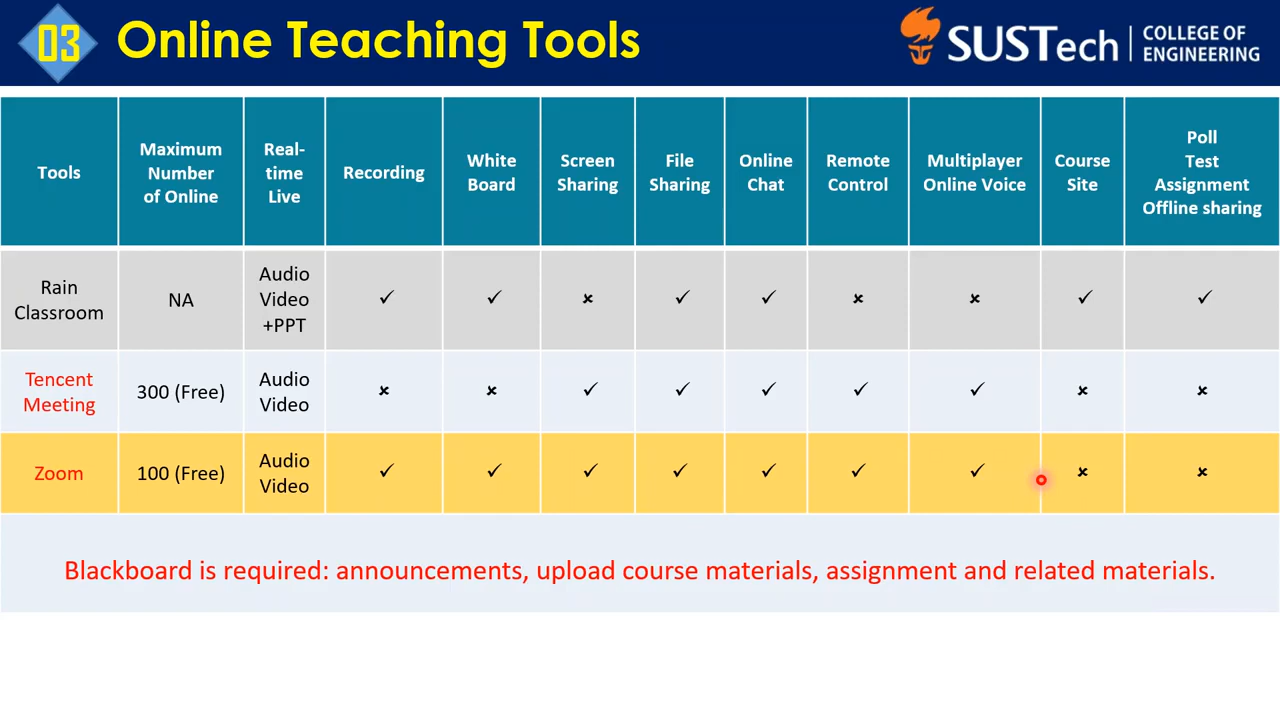 03
Online Teaching Tools
SUSTech
COLLEGE OF
ENGINEERING
Tools
Maximum
Number
of Online
Real-
time
Live
Recording
White
Board
Screen
Sharing
File
Sharing
Online
Chat
Remote
Control
Multiplayer
Online Voice
Course
Site
Poll
Test
Assignment
Offline sharing
Rain
Classroom
NA
Audio
Video
+PPT
✓
✓
×
✓
✓
×
×
✓
✓
Tencent
Meeting
300 (Free)
Audio
Video
×
×
✓
✓
✓
✓
✓
×
×
Zoom
100 (Free)
Audio
Video
✓
✓
✓
✓
✓
✓
✓
×
×
Blackboard is required: announcements, upload course materials, assignment and related materials.